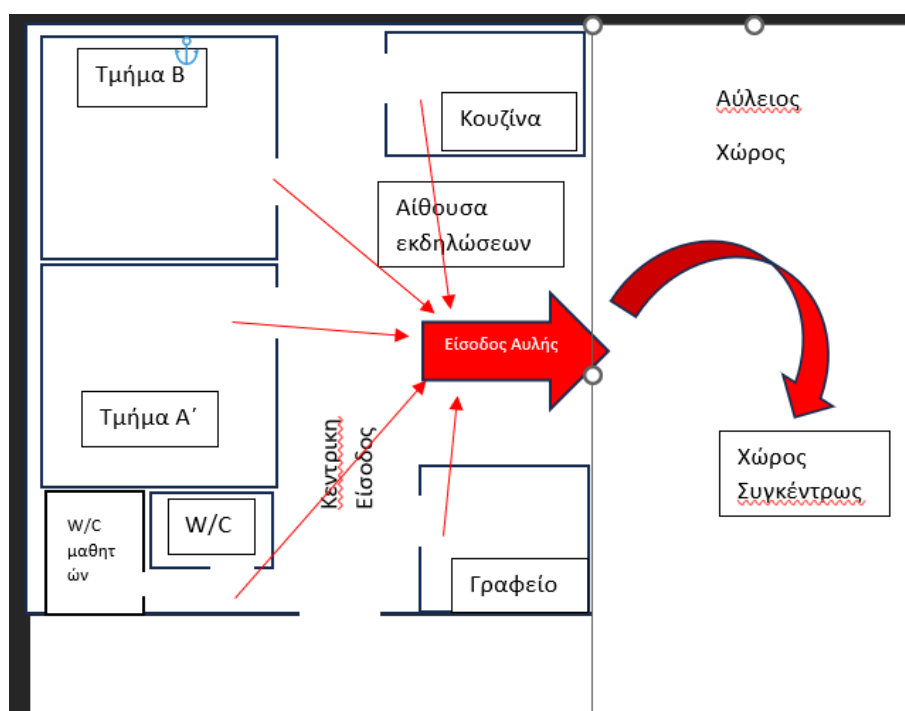 Τμήμα Β
Κουζίνα
Αύλειος
Χώρος
Αίθουσα
εκδηλώσεων
Είσοδος Αυλής
Τμήμα Α΄
Κεντρικη
Είσοδος
Χώρος
Συγκέντρως
W/C
μαθητ
ών
W/C
Γραφείο